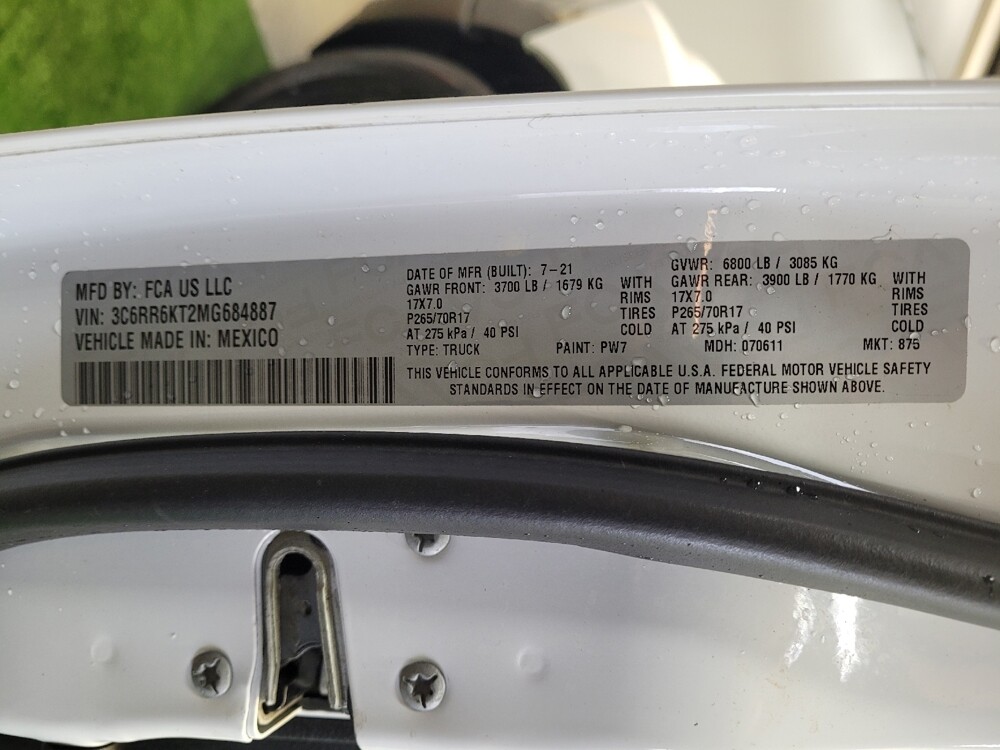 MFD BY: FCA US LLC
VIN: 3C6RR6KT2MG684887
VEHICLE MADE IN: MEXICO
DATE OF MFR (BUILT): 7-21
GAWR FRONT: 3700 LB / 1679 KG WITH
17X7.0 RIMS
P265/70R17 TIRES
AT 275 kPa / 40 PSI COLD
TYPE: TRUCK
GVWR: 6800 LB / 3085 KG
GAWR REAR: 3900 LB / 1770 KG WITH
17X7.0 RIMS
P265/70R17 TIRES
AT 275 kPa / 40 PSI COLD
PAINT: PW7 MDH: 070611 MKT: 875
THIS VEHICLE CONFORMS TO ALL APPLICABLE U.S.A. FEDERAL MOTOR VEHICLE SAFETY
STANDARDS IN EFFECT ON THE DATE OF MANUFACTURE SHOWN ABOVE.